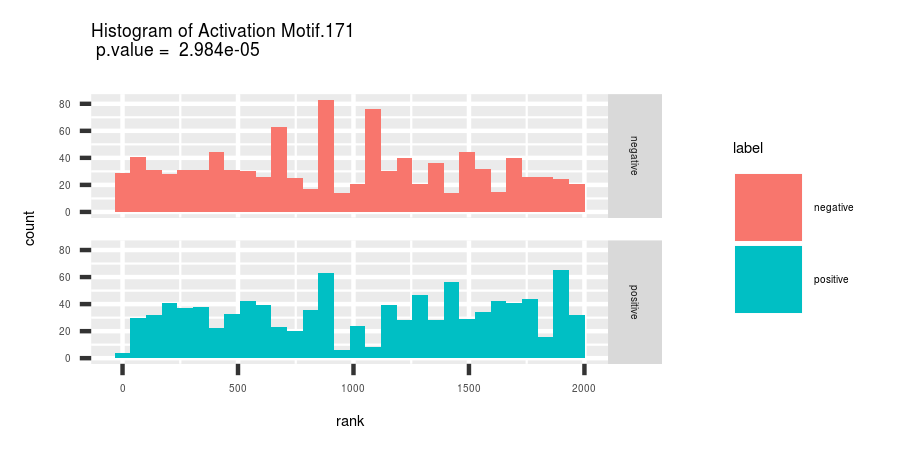 Histogram of Activation Motif.171
p.value = 2.984e-05
80
60
40
20
0
negative
80
60
40
20
0
positive
0 500 1000 1500 2000
rank
count
label
negative
positive